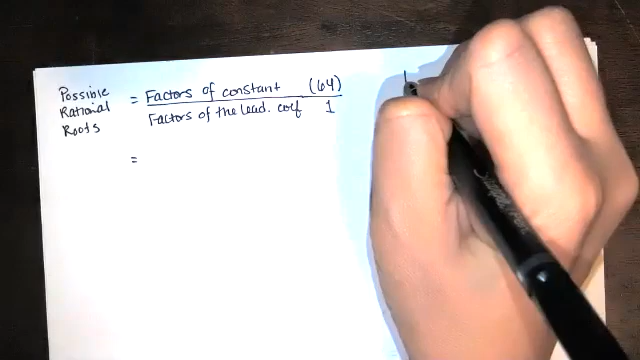 Possible
Rational
Roots
= Factors of constant (64)
Factors of the lead. coef 1
=